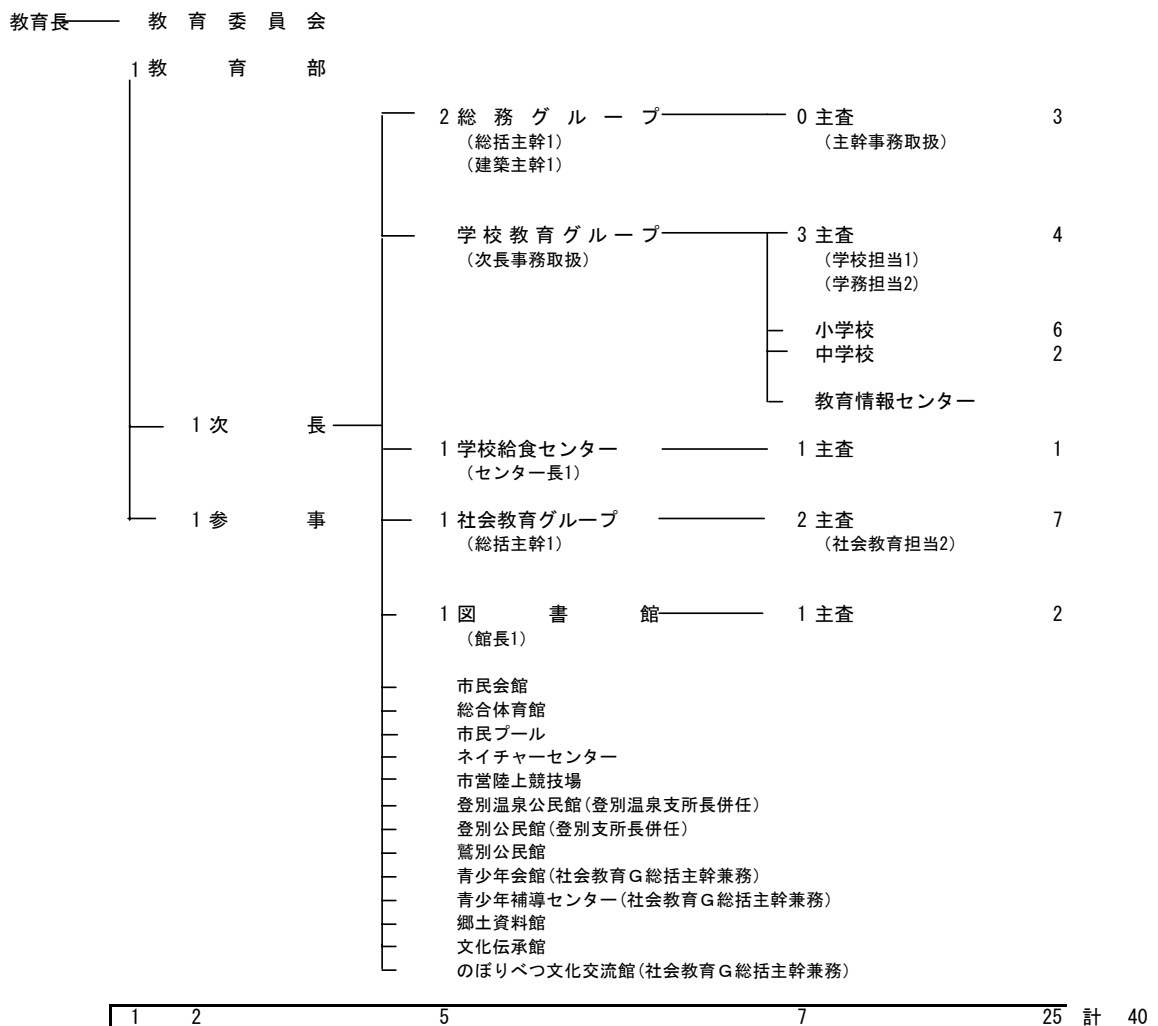 教育長 教育委員会
1 教育部
2 総務グループ 0 主査 3
(総括主幹1) (主幹事務取扱)
(建築主幹1)
学校教育グループ 3 主査 4
(次長事務取扱) (学校担当1)
(学務担当2)
小学校 6
中学校 2
教育情報センター
1 次長
1 学校給食センター 1 主査 1
(センター長1)
1 参事 1 社会教育グループ 2 主査 7
(総括主幹1) (社会教育担当2)
1 図書館 1 主査 2
(館長1)
市民会館
総合体育館
市民プール
ネイチャーセンター
市営陸上競技場
登別温泉公民館(登別温泉支所長併任)
登別公民館(登別支所長併任)
鷲別公民館
青少年会館(社会教育G総括主幹兼務)
青少年補導センター(社会教育G総括主幹兼務)
郷土資料館
文化伝承館
のぼりべつ文化交流館(社会教育G総括主幹兼務)
1 2 5 7 25 計 40